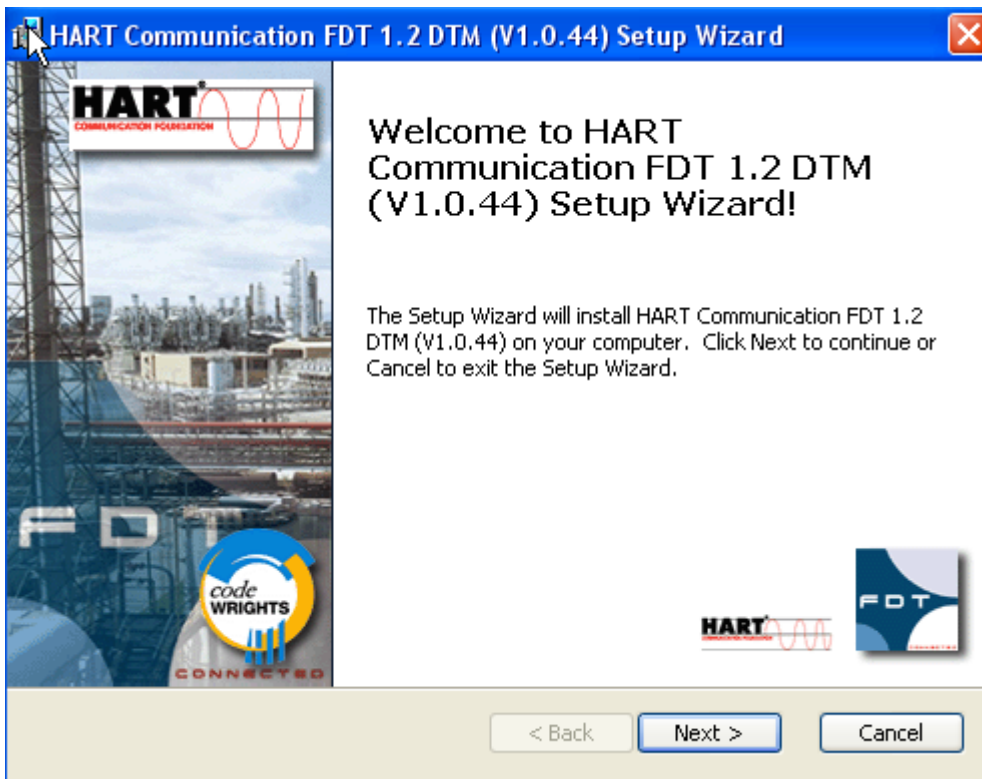 HART Communication FDT 1.2 DTM (V1.0.44) Setup Wizard
HART
COMMUNICATION FOUNDATION
Welcome to HART
Communication FDT 1.2 DTM
(V1.0.44) Setup Wizard!
The Setup Wizard will install HART Communication FDT 1.2
DTM (V1.0.44) on your computer. Click Next to continue or
Cancel to exit the Setup Wizard.
FDT
code
WRIGHTS
CONNECTED
HART
FDT
< Back
Next >
Cancel